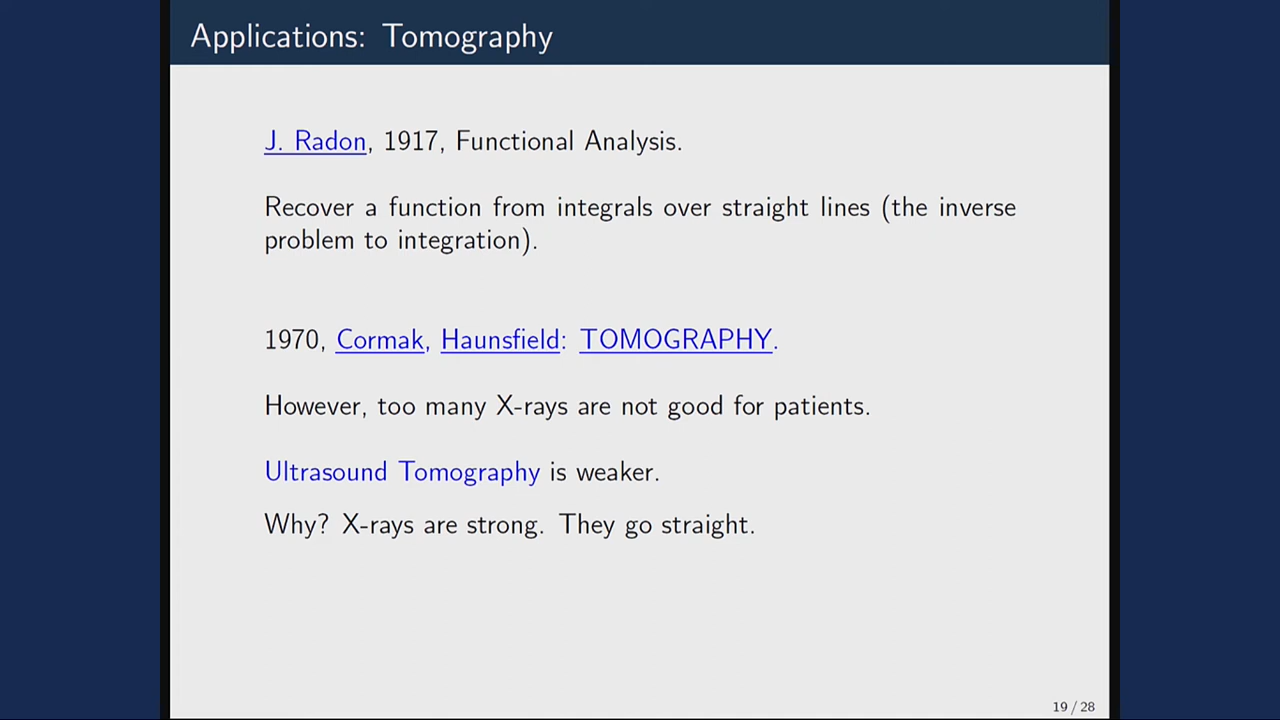 Applications: Tomography
J. Radon, 1917, Functional Analysis.
Recover a function from integrals over straight lines (the inverse
problem to integration).
1970, Cormak, Haunsfield: TOMOGRAPHY.
However, too many X-rays are not good for patients.
Ultrasound Tomography is weaker.
Why? X-rays are strong. They go straight.
19 / 28